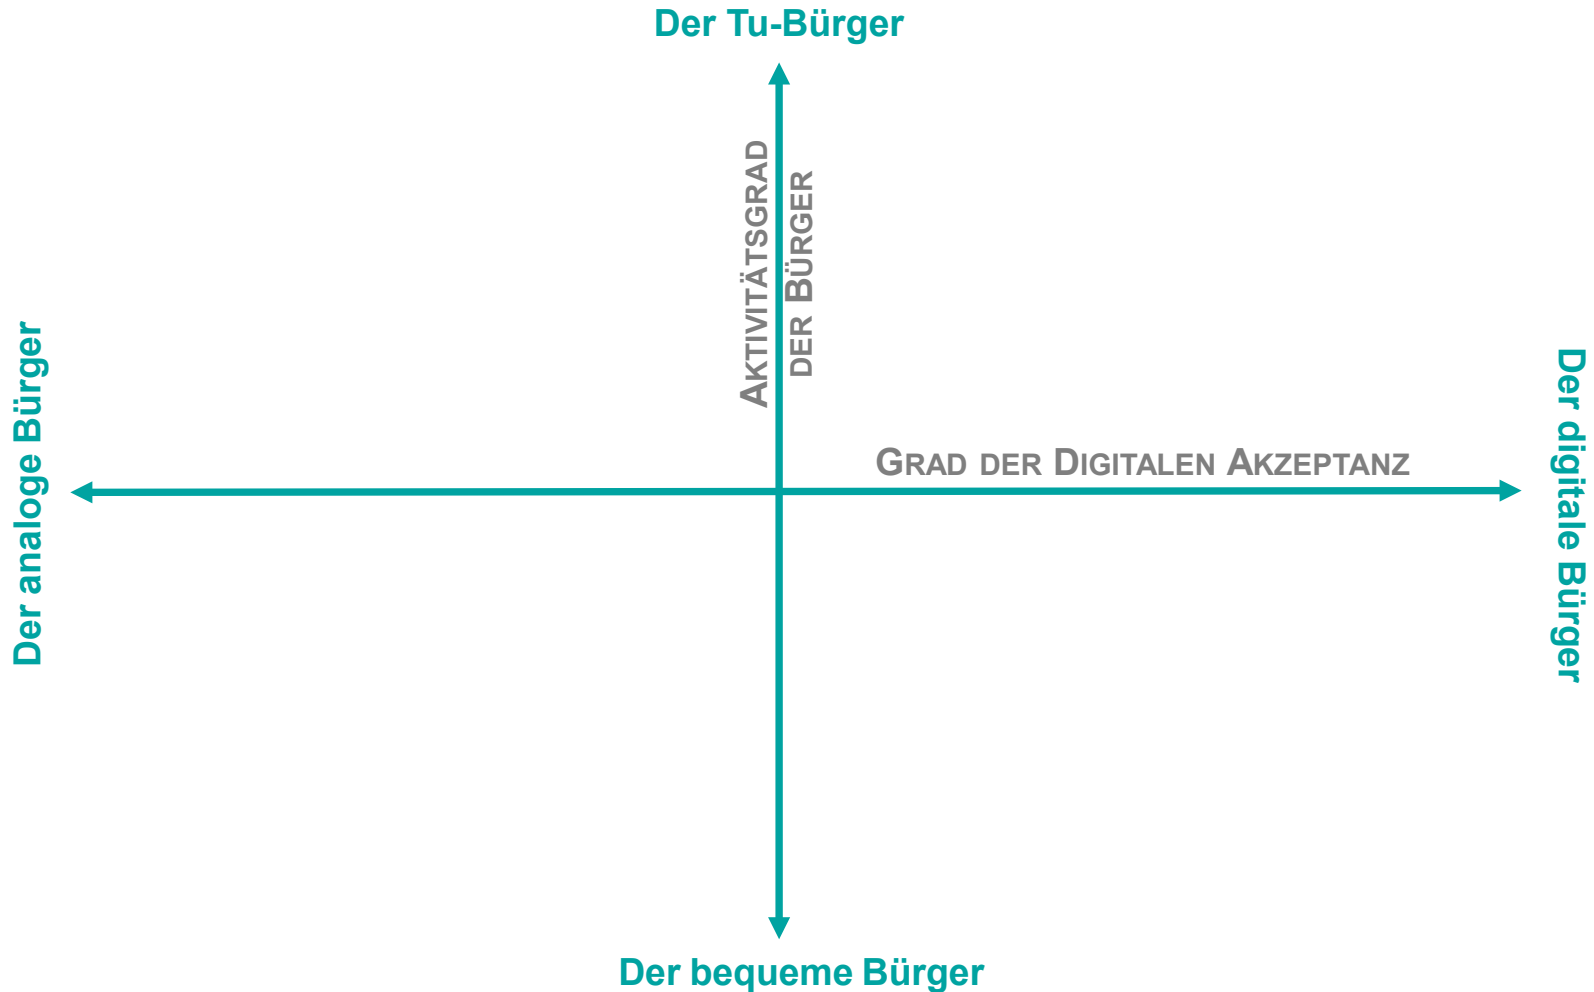 Der Tu-Bürger
AKTIVITÄTSGRAD
DER BÜRGER
Der analoge Bürger
GRAD DER DIGITALEN AKZEPTANZ
Der digitale Bürger
Der bequeme Bürger